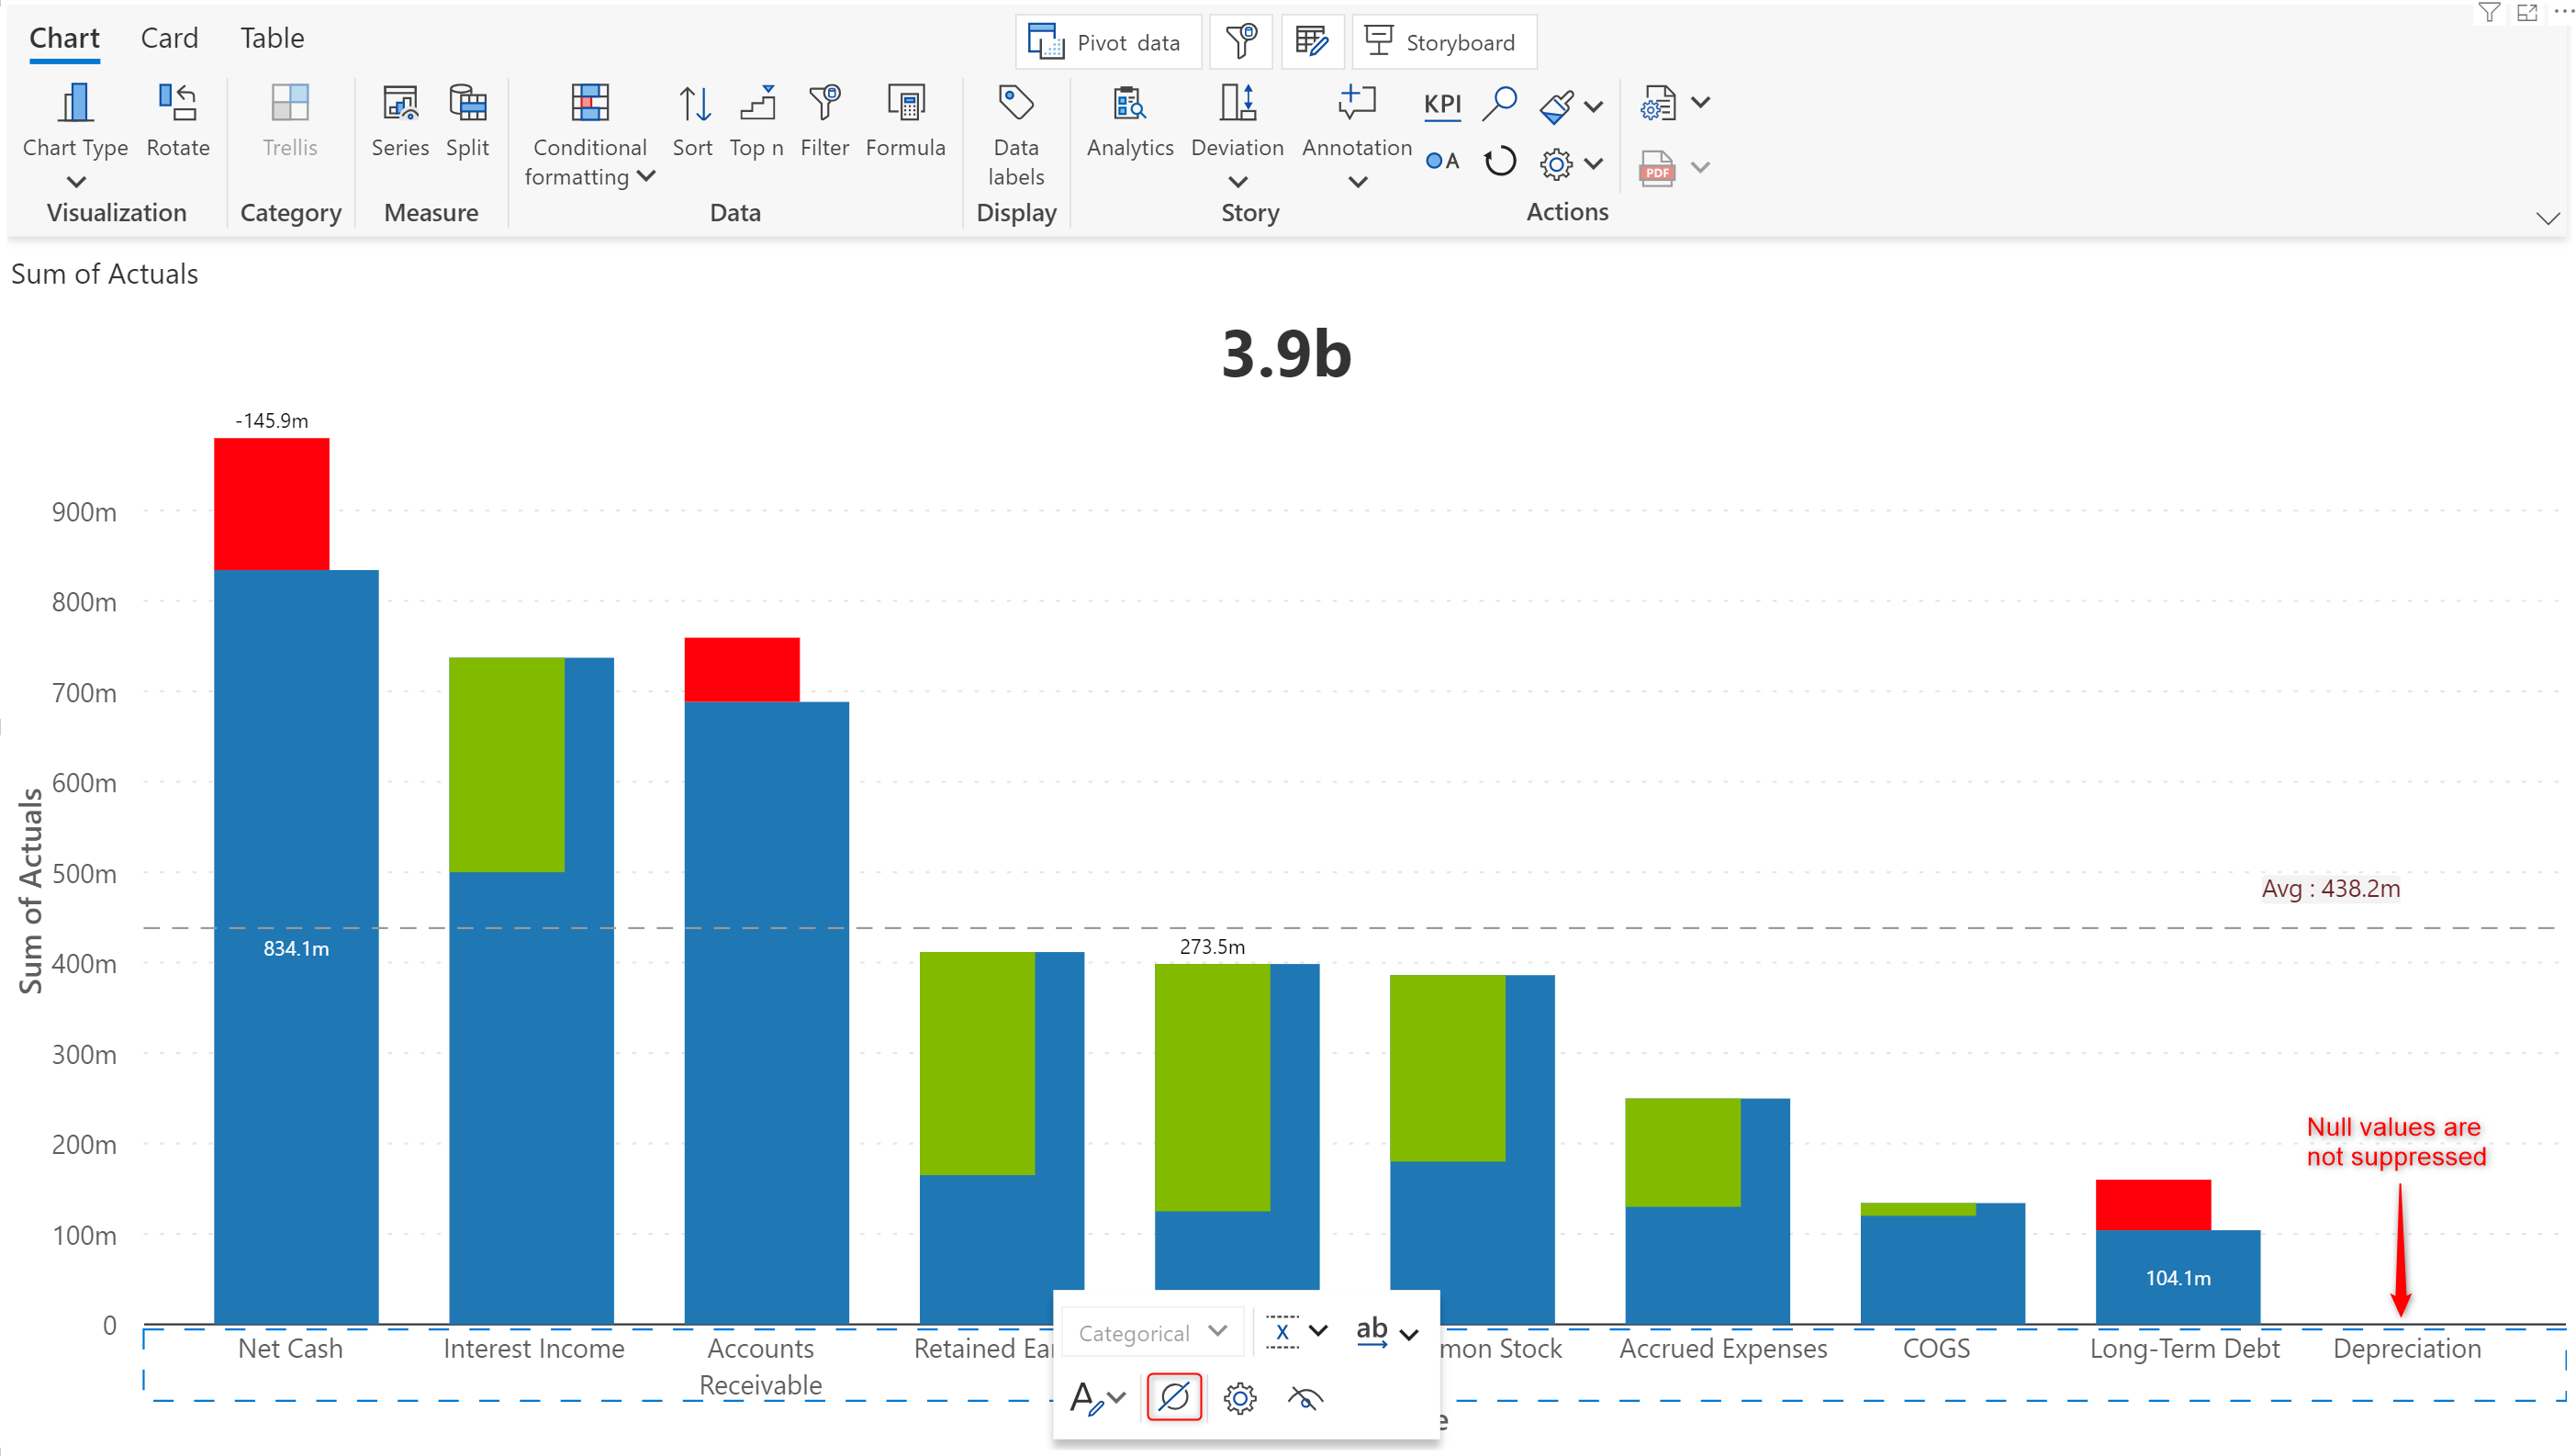 Chart Card Table
Pivot data
Storyboard
Chart Type Rotate
Visualization
Trellis
Category
Series Split
Measure
Conditional
formatting
Sort Top n Filter Formula
Data
Data
labels
Display
Analytics Deviation Annotation
Story
KPI
A
PDF
Actions
Sum of Actuals
3.9b
Sum of Actuals
900m
800m
700m
600m
500m
400m
300m
200m
100m
0
-145.9m
834.1m
273.5m
104.1m
Avg : 438.2m
Null values are
not suppressed
Net Cash
Interest Income
Accounts
Receivable
Retained Ea
mon Stock
Accrued Expenses
COGS
Long-Term Debt
Depreciation
Categorical
X
ab
A
e